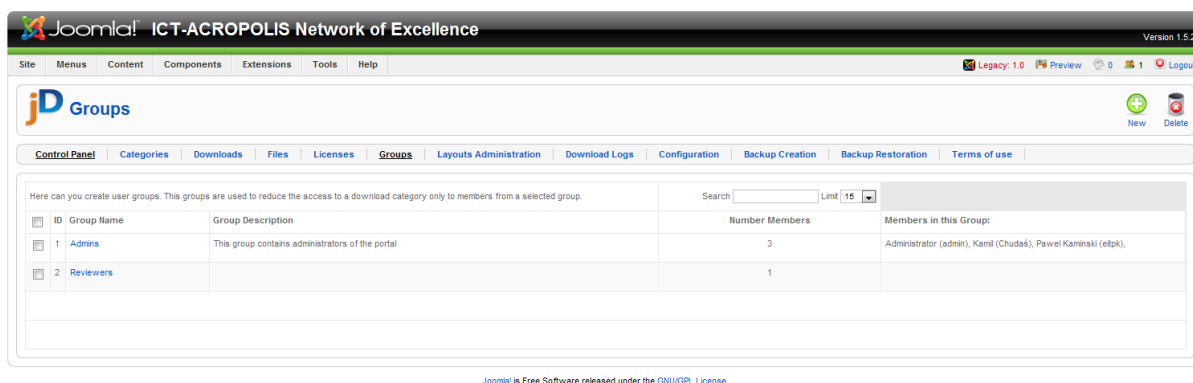 Joomla! ICT-ACROPOLIS Network of Excellence
Version 1.5.2
Site Menus Content Components Extensions Tools Help Legacy: 1.0 Preview 0 1 Logou
jD Groups New Delete
Control Panel Categories Downloads Files Licenses Groups Layouts Administration Download Logs Configuration Backup Creation Backup Restoration Terms of use
Here can you create user groups. This groups are used to reduce the access to a download category only to members from a selected group. Search Limit 15
ID Group Name Group Description Number Members Members in this Group:
1 Admins This group contains administrators of the portal 3 Administrator (admin), Kamil (Chudaś), Pawel Kaminski (eitpk),
2 Reviewers 1
Joomla! is Free Software released under the GNU/GPL License.